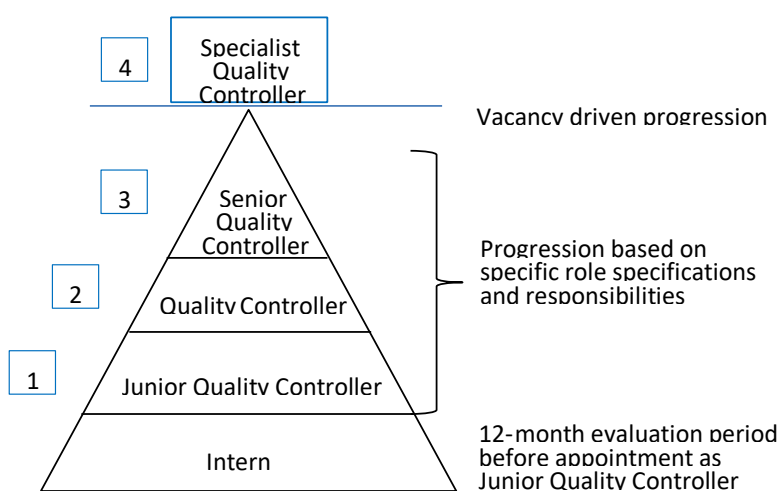 4
Specialist
Quality
Controller
Vacancy driven progression
3
Senior
Quality
Controller
Progression based on
specific role specifications
and responsibilities
2
Quality Controller
1
Junior Quality Controller
12-month evaluation period
before appointment as
Junior Quality Controller
Intern